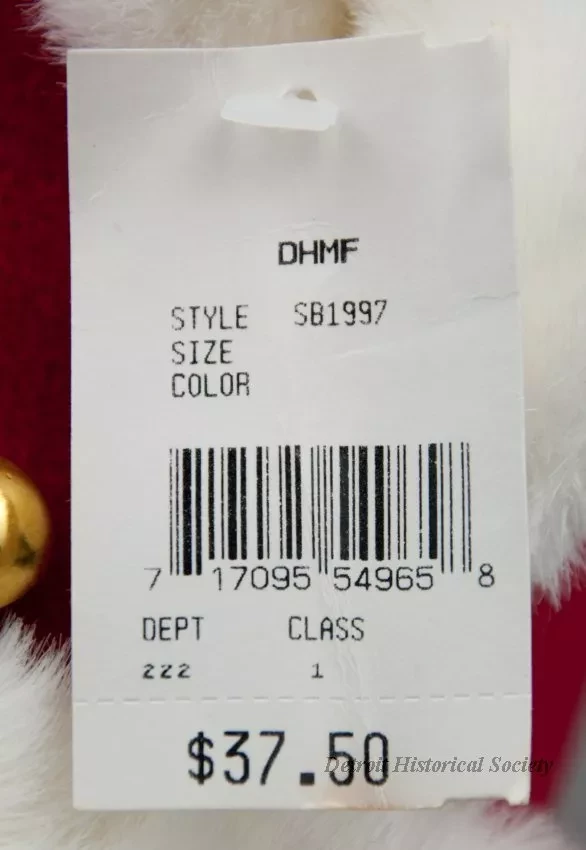 DHMF
STYLE SB1997
SIZE
COLOR
7 17095 54965 8
DEPT CLASS
222 1
$37.50
Detroit Historical Society